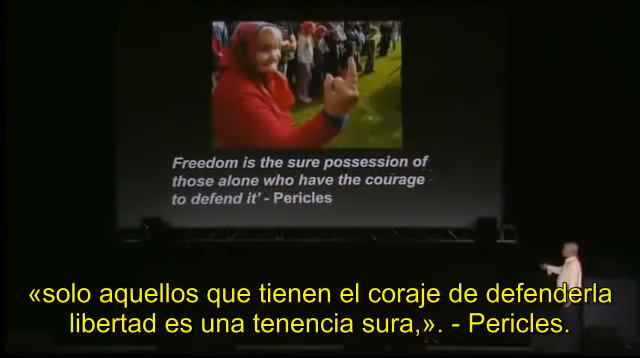 Freedom is the sure possession of
those alone who have the courage
to defend it' - Pericles
«solo aquellos que tienen el coraje de defenderla
libertad es una tenencia sura,». - Pericles.